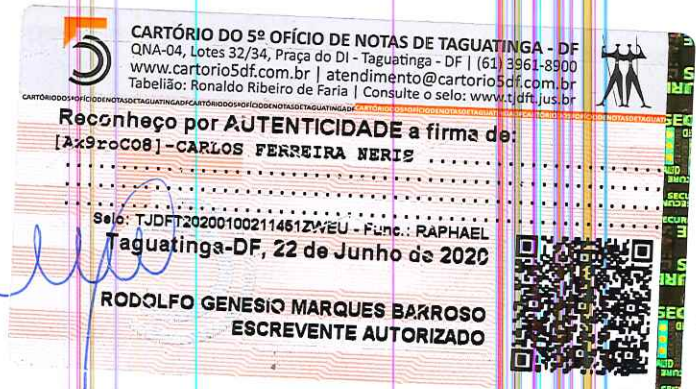 CARTÓRIO DO 5º OFÍCIO DE NOTAS DE TAGUATINGA - DF
QNA-04, Lotes 32/34, Praça do DI - Taguatinga - DF | (61) 3961-8900
www.cartorio5df.com.br | atendimento@cartorio5df.com.br
Tabelião: Ronaldo Ribeiro de Faria | Consulte o selo: www.tjdft.jus.br
Reconheço por AUTENTICIDADE a firma de:
[Ax9roC08]-CARLOS FERREIRA NERIS
Selo: TJDFT20200100211451ZWEU - Func.: RAPHAEL
Taguatinga-DF, 22 de Junho de 2020
RODOLFO GENESIO MARQUES BARROSO
ESCREVENTE AUTORIZADO